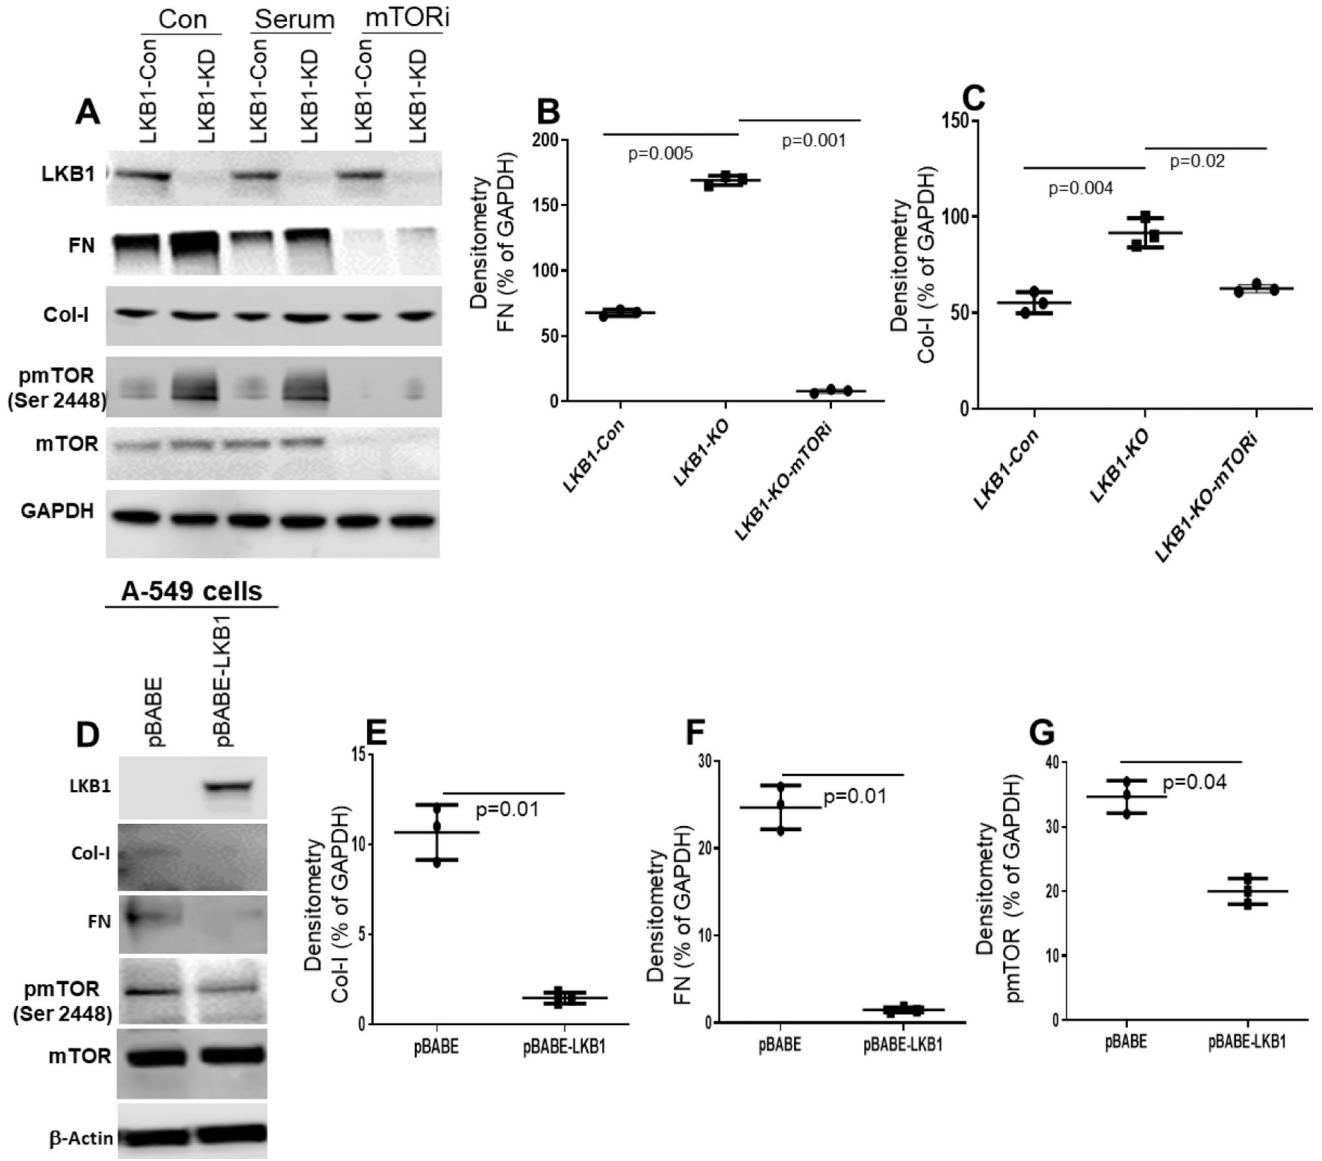 Con Serum mTORi
LKB1-Con LKB1-KD LKB1-Con LKB1-KD LKB1-Con LKB1-KD
A
LKB1
FN
Col-I
pmTOR
(Ser 2448)
mTOR
GAPDH
B
Densitometry
FN (% of GAPDH)
200
150
100
50
0
p=0.005
p=0.001
LKB1-Con
LKB1-KO
LKB1-KO-mTORi
C
Densitometry
Col-I (% of GAPDH)
150
100
50
0
p=0.004
p=0.02
LKB1-Con
LKB1-KO
LKB1-KO-mTORi
A-549 cells
pBABE
pBABE-LKB1
D
LKB1
Col-I
FN
pmTOR
(Ser 2448)
mTOR
β-Actin
E
Densitometry
Col-I (% of GAPDH)
15
10
5
0
p=0.01
pBABE pBABE-LKB1
F
Densitometry
FN (% of GAPDH)
30
20
10
0
p=0.01
pBABE pBABE-LKB1
G
Densitometry
pmTOR (% of GAPDH)
40
30
20
10
0
p=0.04
pBABE pBABE-LKB1